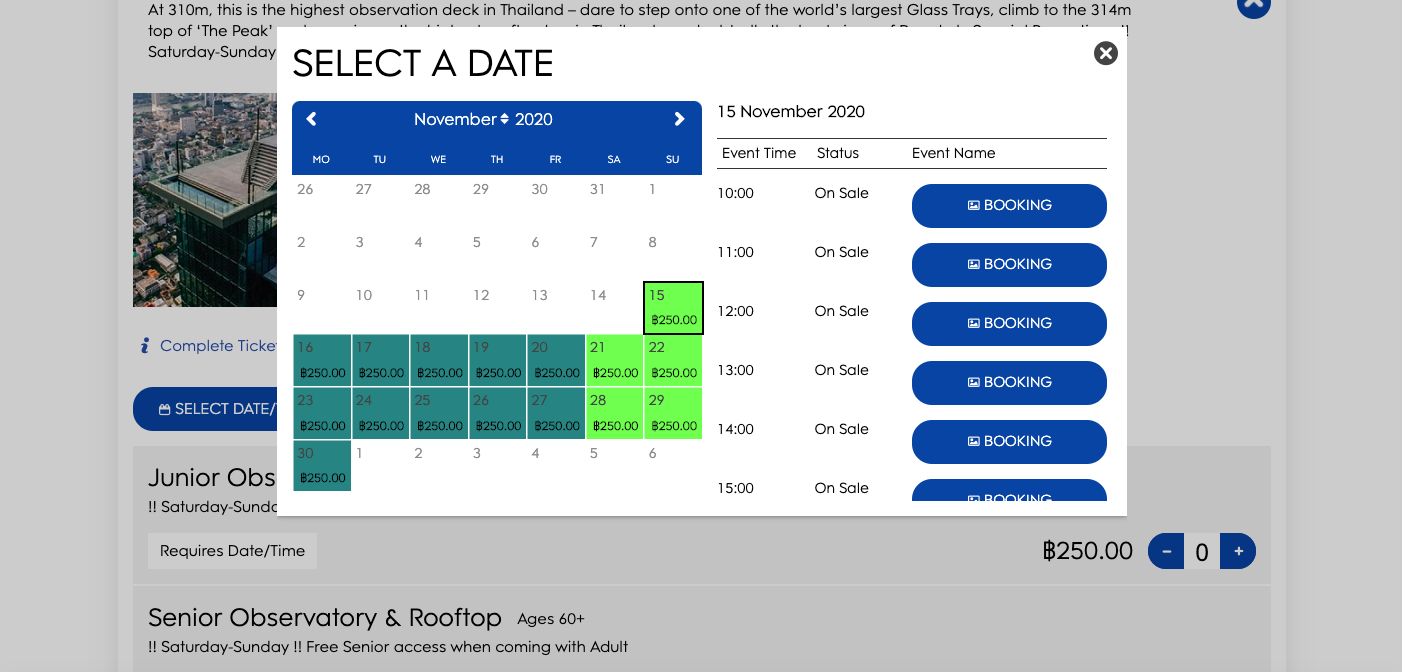 At 310m, this is the highest observation deck in Thailand – dare to step onto one of the world's largest Glass Trays, climb to the 314m
top of 'The Peak'
Saturday-Sunday
SELECT A DATE
November 2020
MO TU WE TH FR SA SU
26 27 28 29 30 31 1
2 3 4 5 6 7 8
9 10 11 12 13 14 15
฿250.00
16 17 18 19 20 21 22
฿250.00 ฿250.00 ฿250.00 ฿250.00 ฿250.00 ฿250.00 ฿250.00
23 24 25 26 27 28 29
฿250.00 ฿250.00 ฿250.00 ฿250.00 ฿250.00 ฿250.00 ฿250.00
30 1 2 3 4 5 6
฿250.00
15 November 2020
Event Time Status Event Name
10:00 On Sale BOOKING
11:00 On Sale BOOKING
12:00 On Sale BOOKING
13:00 On Sale BOOKING
14:00 On Sale BOOKING
15:00 On Sale BOOKING
Complete Ticke
SELECT DATE/
Junior Obs
!! Saturday-Sund
Requires Date/Time
฿250.00 - 0 +
Senior Observatory & Rooftop Ages 60+
!! Saturday-Sunday !! Free Senior access when coming with Adult